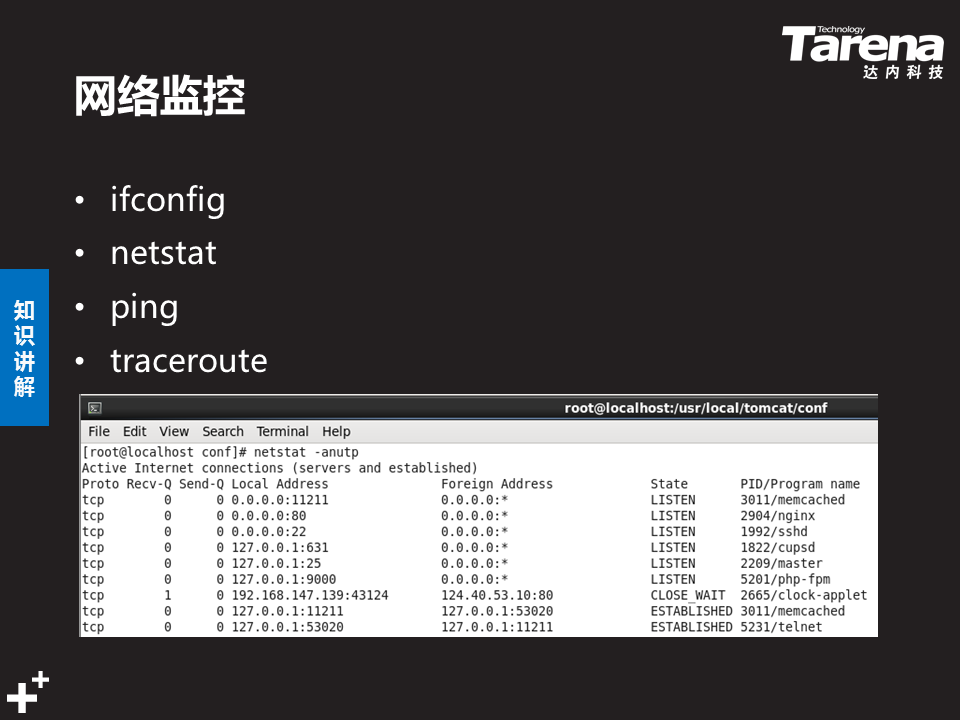 Technology
Tarena
达内科技
网络监控
• ifconfig
• netstat
• ping
• traceroute
知识讲解
root@localhost:/usr/local/tomcat/conf
File Edit View Search Terminal Help
[root@localhost conf]# netstat -anutp
Active Internet connections (servers and established)
Proto Recv-Q Send-Q Local Address Foreign Address State PID/Program name
tcp 0 0 0.0.0.0:11211 0.0.0.0:* LISTEN 3011/memcached
tcp 0 0 0.0.0.0:80 0.0.0.0:* LISTEN 2904/nginx
tcp 0 0 0.0.0.0:22 0.0.0.0:* LISTEN 1992/sshd
tcp 0 0 127.0.0.1:631 0.0.0.0:* LISTEN 1822/cupsd
tcp 0 0 127.0.0.1:25 0.0.0.0:* LISTEN 2209/master
tcp 0 0 127.0.0.1:9000 0.0.0.0:* LISTEN 5201/php-fpm
tcp 1 0 192.168.147.139:43124 124.40.53.10:80 CLOSE_WAIT 2665/clock-applet
tcp 0 0 127.0.0.1:11211 127.0.0.1:53020 ESTABLISHED 3011/memcached
tcp 0 0 127.0.0.1:53020 127.0.0.1:11211 ESTABLISHED 5231/telnet